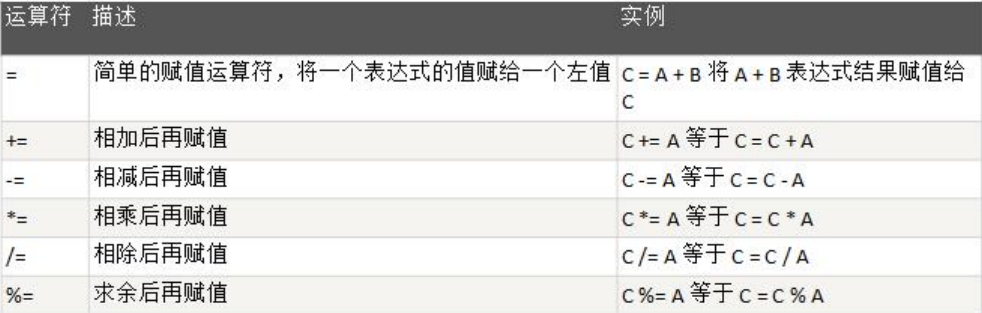 运算符 描述 实例
= 简单的赋值运算符，将一个表达式的值赋给一个左值 C = A + B 将 A + B 表达式结果赋值给
C
+= 相加后再赋值 C += A 等于 C = C + A
-= 相减后再赋值 C -= A 等于 C = C - A
*= 相乘后再赋值 C *= A 等于 C = C * A
/= 相除后再赋值 C /= A 等于 C = C / A
%= 求余后再赋值 C %= A 等于 C = C % A